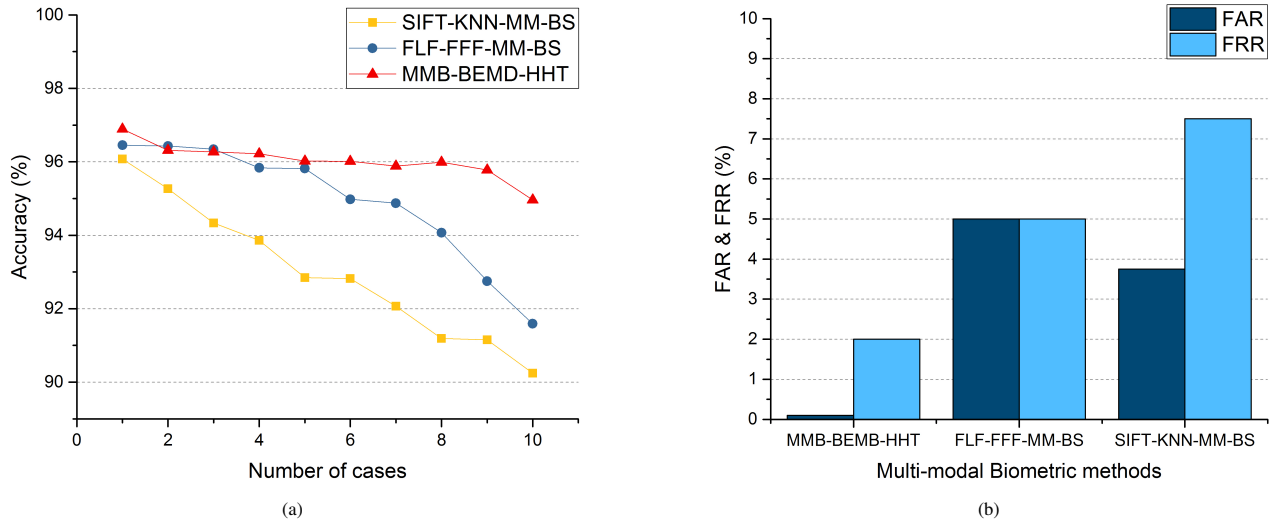 100
98
96
94
92
90
Accuracy (%)
SIFT-KNN-MM-BS
FLF-FFF-MM-BS
MMB-BEMD-HHT
0
2
4
6
8
10
Number of cases
(a)
10
9
8
7
6
5
4
3
2
1
0
FAR & FRR (%)
FAR
FRR
MMB-BEMB-HHT
FLF-FFF-MM-BS
SIFT-KNN-MM-BS
Multi-modal Biometric methods
(b)